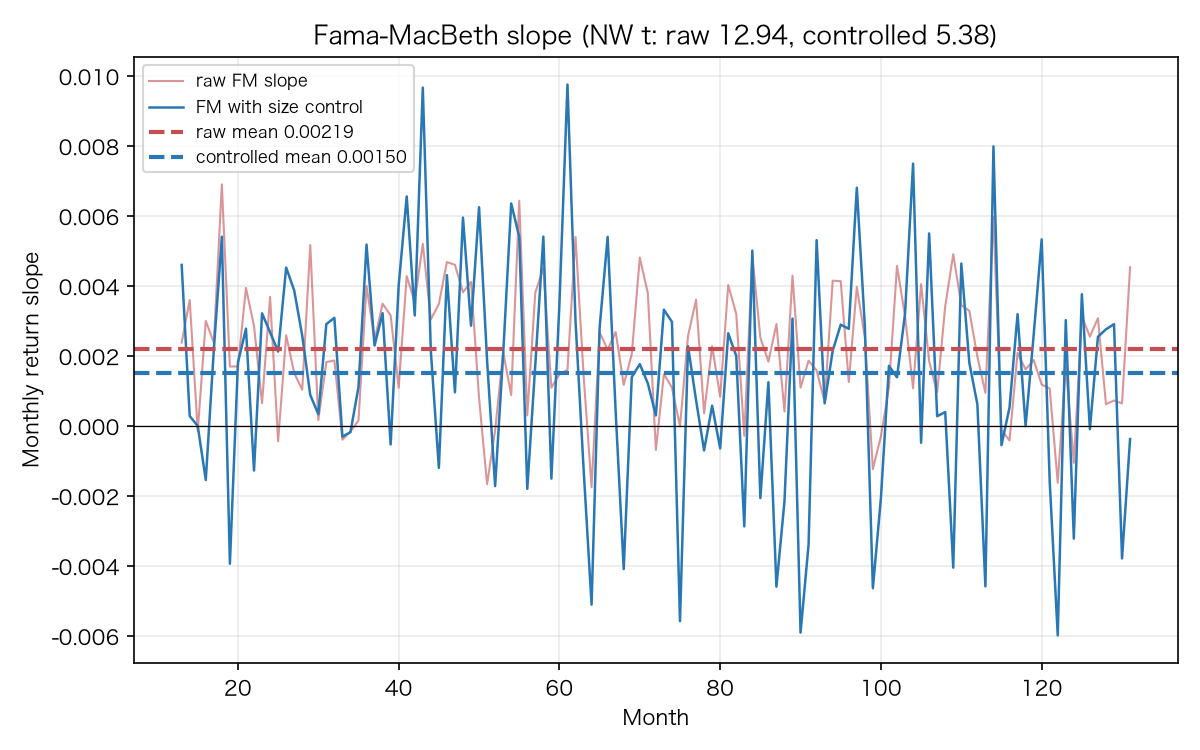 Fama-MacBeth slope (NW t: raw 12.94, controlled 5.38)
raw FM slope
FM with size control
raw mean 0.00219
controlled mean 0.00150
0.010
0.008
0.006
0.004
0.002
0.000
-0.002
-0.004
-0.006
Monthly return slope
20 40 60 80 100 120
Month